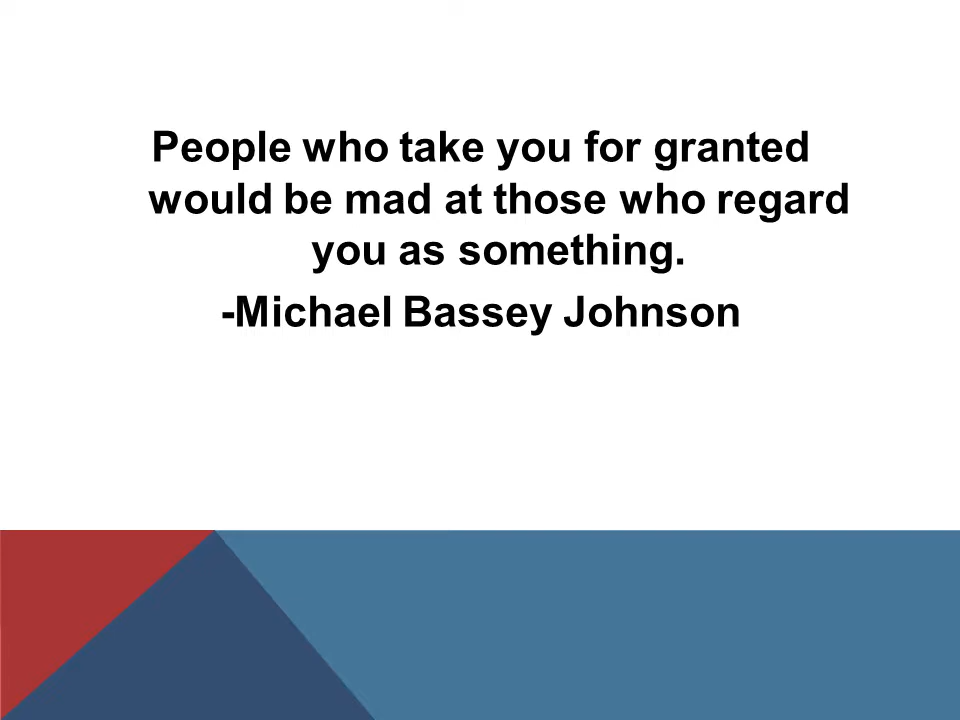 People who take you for granted
would be mad at those who regard
you as something.
-Michael Bassey Johnson